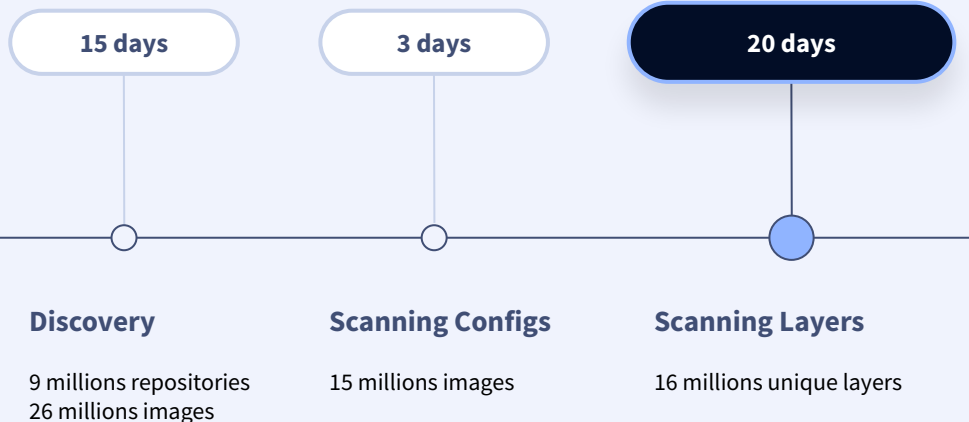 15 days
3 days
20 days
Discovery
Scanning Configs
Scanning Layers
9 millions repositories
26 millions images
15 millions images
16 millions unique layers